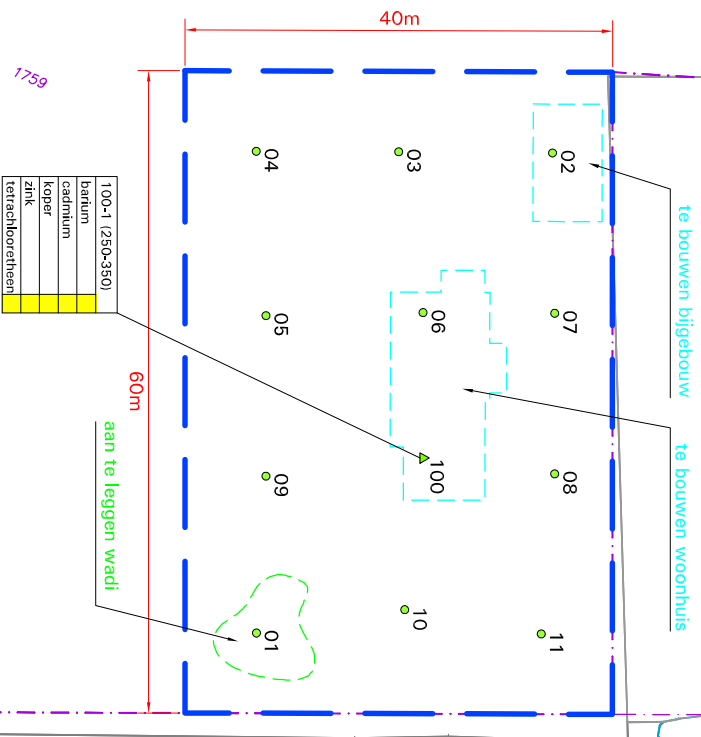 40m
1759
02
03
04
te bouwen bijgebouw
100-1 (250-350)
barium
cadmium
koper
zink
tetrachlooretheen
07
06
05
60m
te bouwen woonhuis
aan te leggen wadi
100
08
09
10
11
01